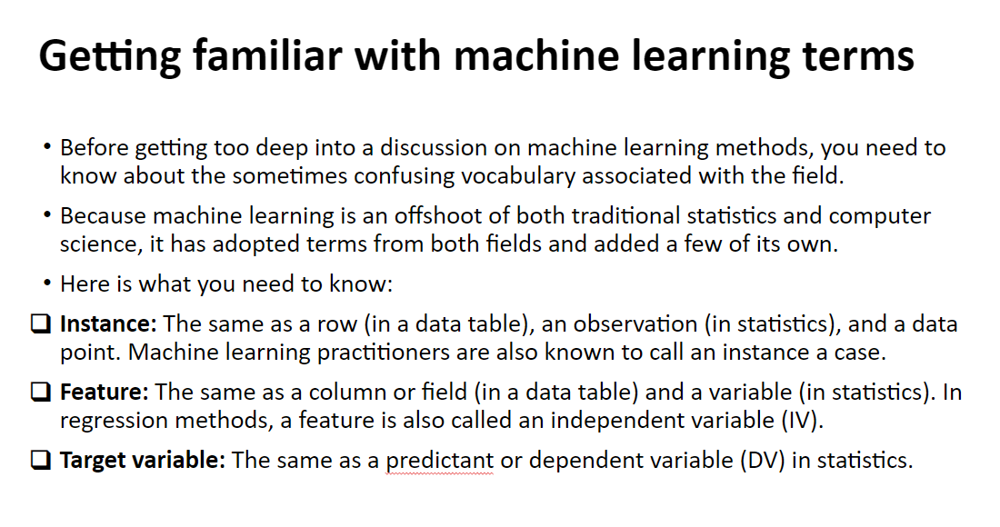 Getting familiar with machine learning terms
• Before getting too deep into a discussion on machine learning methods, you need to
know about the sometimes confusing vocabulary associated with the field.
• Because machine learning is an offshoot of both traditional statistics and computer
science, it has adopted terms from both fields and added a few of its own.
• Here is what you need to know:
❑ Instance: The same as a row (in a data table), an observation (in statistics), and a data
point. Machine learning practitioners are also known to call an instance a case.
❑ Feature: The same as a column or field (in a data table) and a variable (in statistics). In
regression methods, a feature is also called an independent variable (IV).
❑ Target variable: The same as a predictant or dependent variable (DV) in statistics.